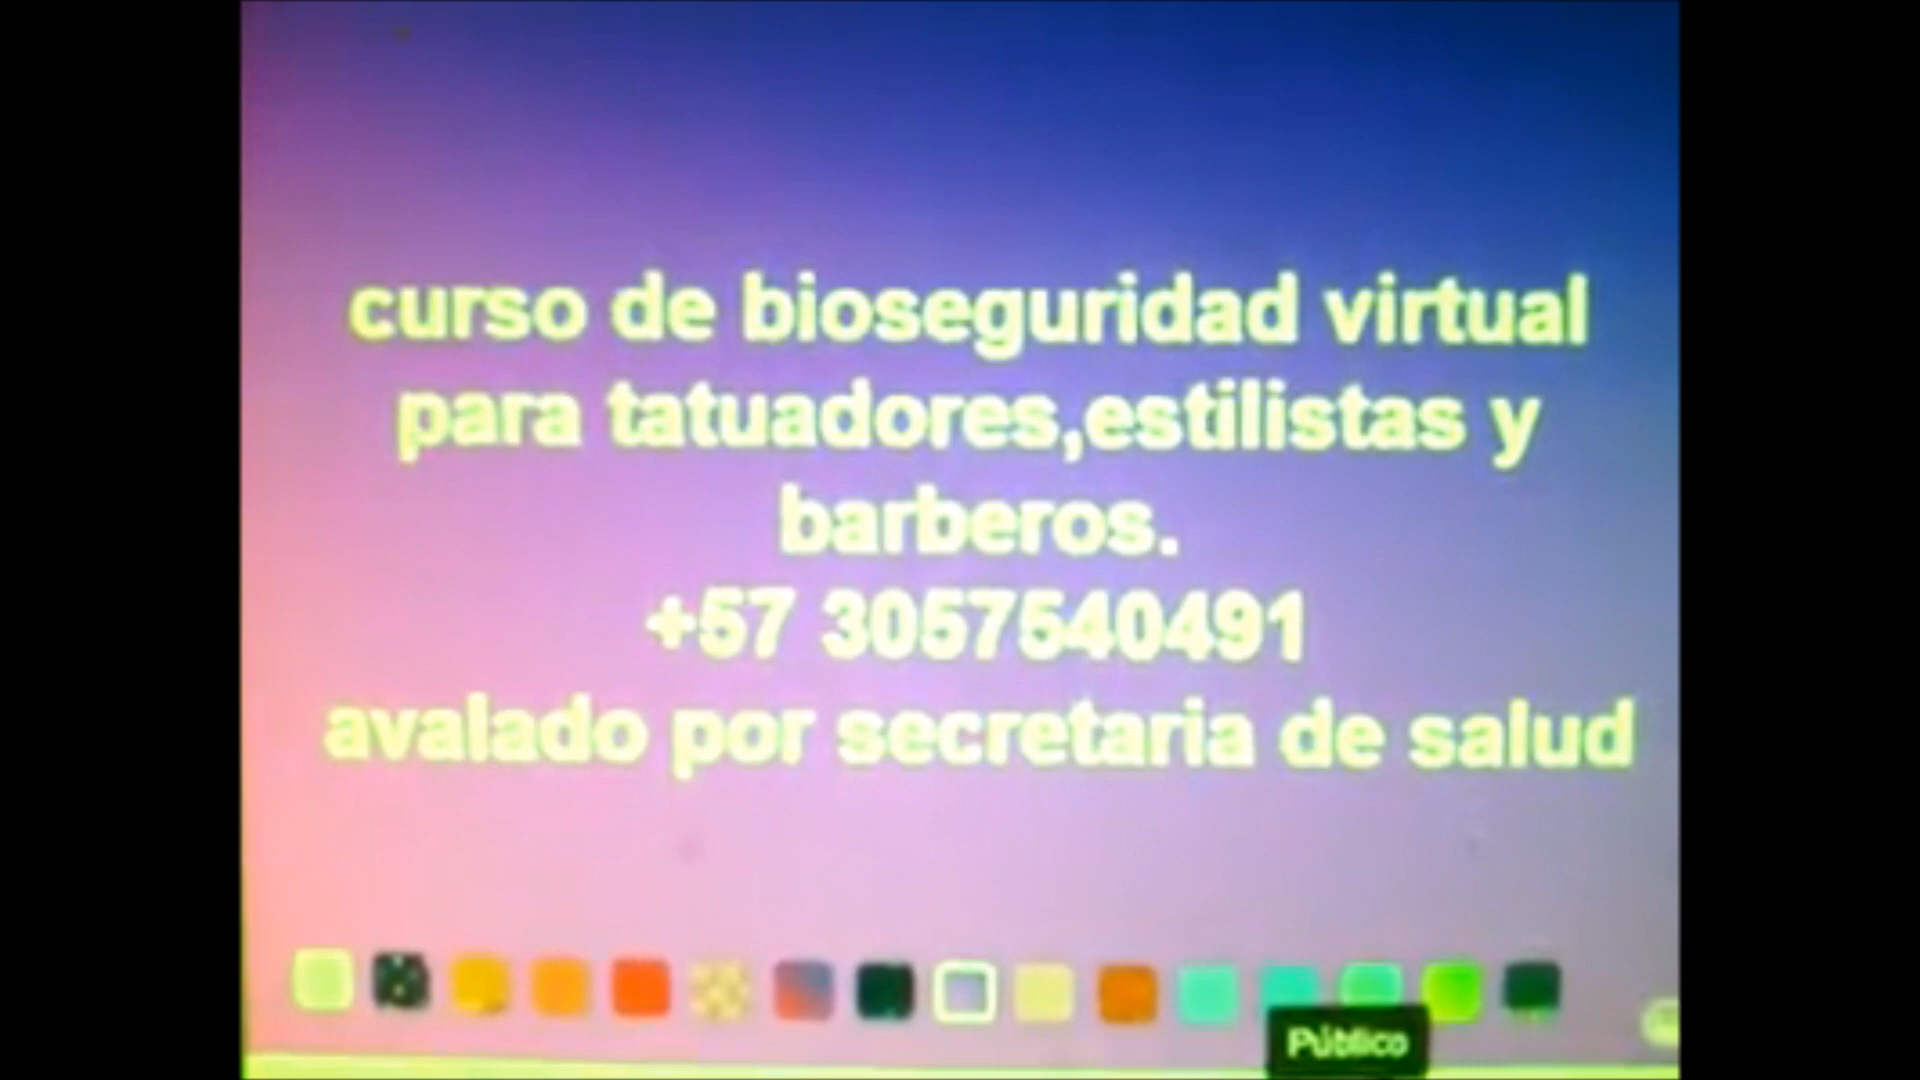 curso de bioseguridad virtual
para tatuadores,estilistas y
barberos.
+57 3057540491
avalado por secretaria de salud
Público